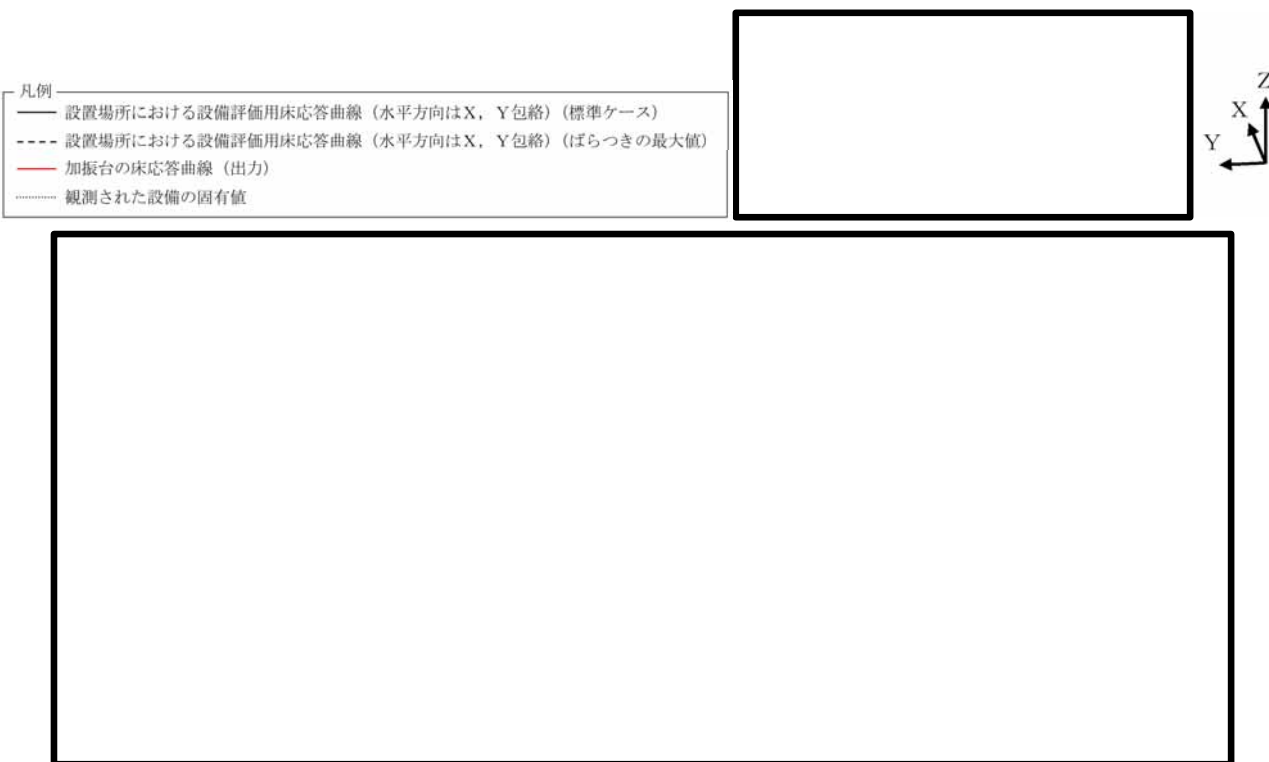 凡例
設置場所における設備評価用床応答曲線（水平方向はX，Y包絡）（標準ケース）
設置場所における設備評価用床応答曲線（水平方向はX，Y包絡）（ばらつきの最大値）
加振台の床応答曲線（出力）
観測された設備の固有値
Z
X
Y